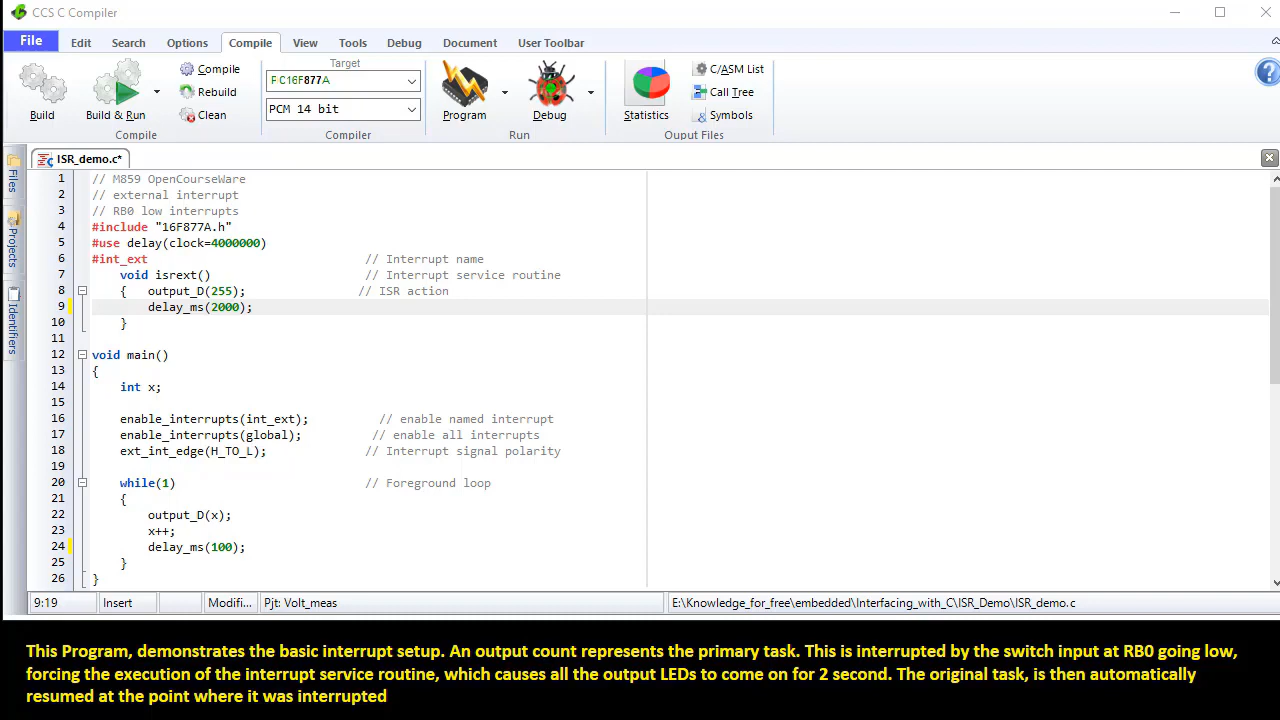 CCS C Compiler
File Edit Search Options Compile View Tools Debug Document User Toolbar
Build
Build & Run
Compile
Rebuild
Clean
Compile
Target
PIC16F877A
PCM 14 bit
Compiler
Program
Debug
Run
Statistics
C/ASM List
Call Tree
Symbols
Ouput Files
Files
Projects
Identifiers
ISR_demo.c*
1 // M859 OpenCourseWare
2 // external interrupt
3 // RB0 low interrupts
4 #include "16F877A.h"
5 #use delay(clock=4000000)
6 #int_ext // Interrupt name
7 void isrext() // Interrupt service routine
8 { output_D(255); // ISR action
9 delay_ms(2000);
10 }
11
12 void main()
13 {
14 int x;
15
16 enable_interrupts(int_ext); // enable named interrupt
17 enable_interrupts(global); // enable all interrupts
18 ext_int_edge(H_TO_L); // Interrupt signal polarity
19
20 while(1) // Foreground loop
21 {
22 output_D(x);
23 x++;
24 delay_ms(100);
25 }
26 }
9:19 Insert Modifi... Pjt: Volt_meas E:\Knowledge_for_free\embedded\Interfacing_with_C\ISR_Demo\ISR_demo.c
This Program, demonstrates the basic interrupt setup. An output count represents the primary task. This is interrupted by the switch input at RB0 going low,
forcing the execution of the interrupt service routine, which causes all the output LEDs to come on for 2 second. The original task, is then automatically
resumed at the point where it was interrupted